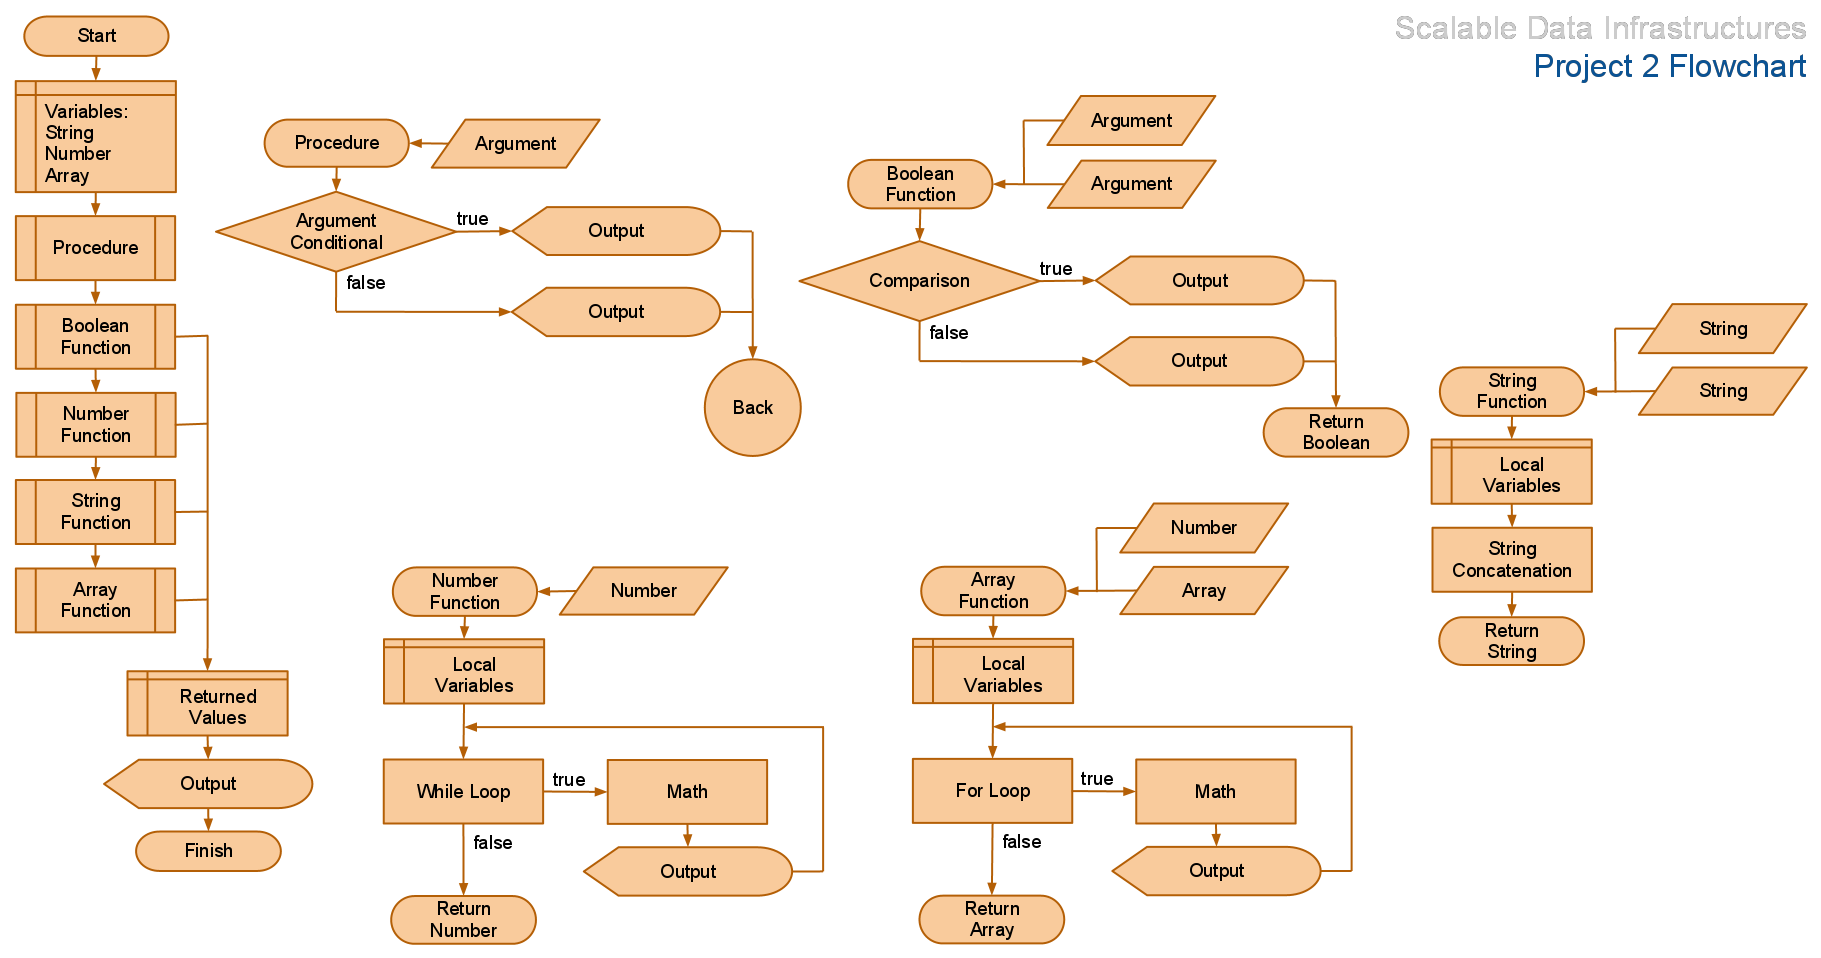 Scalable Data Infrastructures
Project 2 Flowchart
Start
Variables:
String
Number
Array
Procedure
Boolean
Function
Number
Function
String
Function
Array
Function
Returned
Values
Output
Finish
Procedure
Argument
Argument
Conditional
true
Output
false
Output
Back
Argument
Boolean
Function
Argument
Comparison
true
Output
false
Output
Return
Boolean
String
String
Function
String
Local
Variables
String
Concatenation
Return
String
Number
Function
Number
Local
Variables
While Loop
true
Math
false
Output
Return
Number
Number
Array
Function
Array
Local
Variables
For Loop
true
Math
false
Output
Return
Array